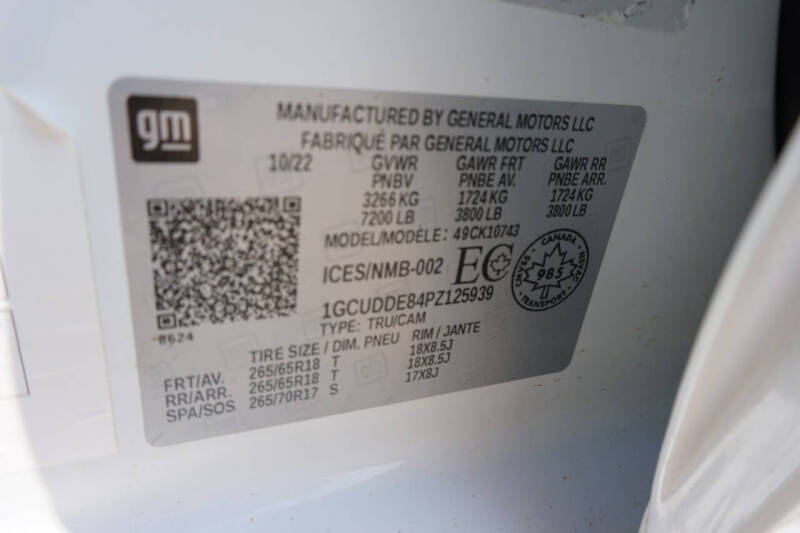 gm
MANUFACTURED BY GENERAL MOTORS LLC
FABRIQUÉ PAR GENERAL MOTORS LLC
10/22 GVWR GAWR FRT GAWR RR
PNBV PNBE AV. PNBE ARR.
3266 KG 1724 KG 1724 KG
7200 LB 3800 LB 3800 LB
MODEL/MODÈLE: 49CK10743
ICES/NMB-002 EC
CANADA
CMVSS 985 NSVAC
1GCUDDE84PZ125939
TYPE: TRU/CAM
8624
TIRE SIZE / DIM. PNEU RIM / JANTE
FRT/AV. 265/65R18 T 18X8.5J
RR/ARR. 265/65R18 T 18X8.5J
SPA/SOS 265/70R17 S 17X8J